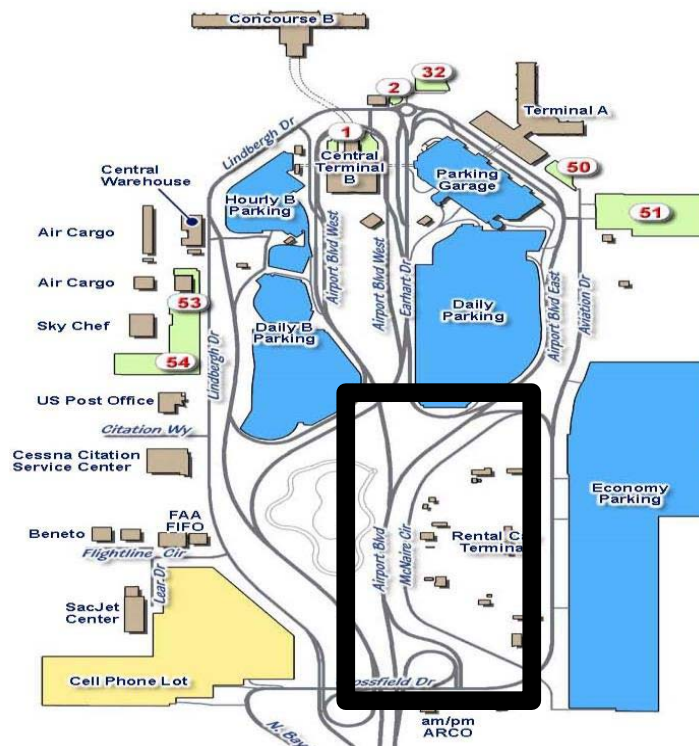 Concourse B
32
2
Terminal A
Lindbergh Dr
1
Central
Terminal
B
Parking
Garage
50
Central
Warehouse
Hourly B
Parking
51
Air Cargo
Airport Blvd West
Airport Blvd West
Earhart Dr
Airport Blvd East
Aviation Dr
Air Cargo
53
Daily
Parking
Sky Chef
Daily B
Parking
54
Lindbergh Dr
US Post Office
Citation Wy
Cessna Citation
Service Center
Economy
Parking
FAA
FIFO
Beneto
Flightline Cir
Airport Blvd
McNaire Cir
Rental
Lear Dr
SacJet
Center
Cell Phone Lot
Dr
am/pm
ARCO
N. Bay